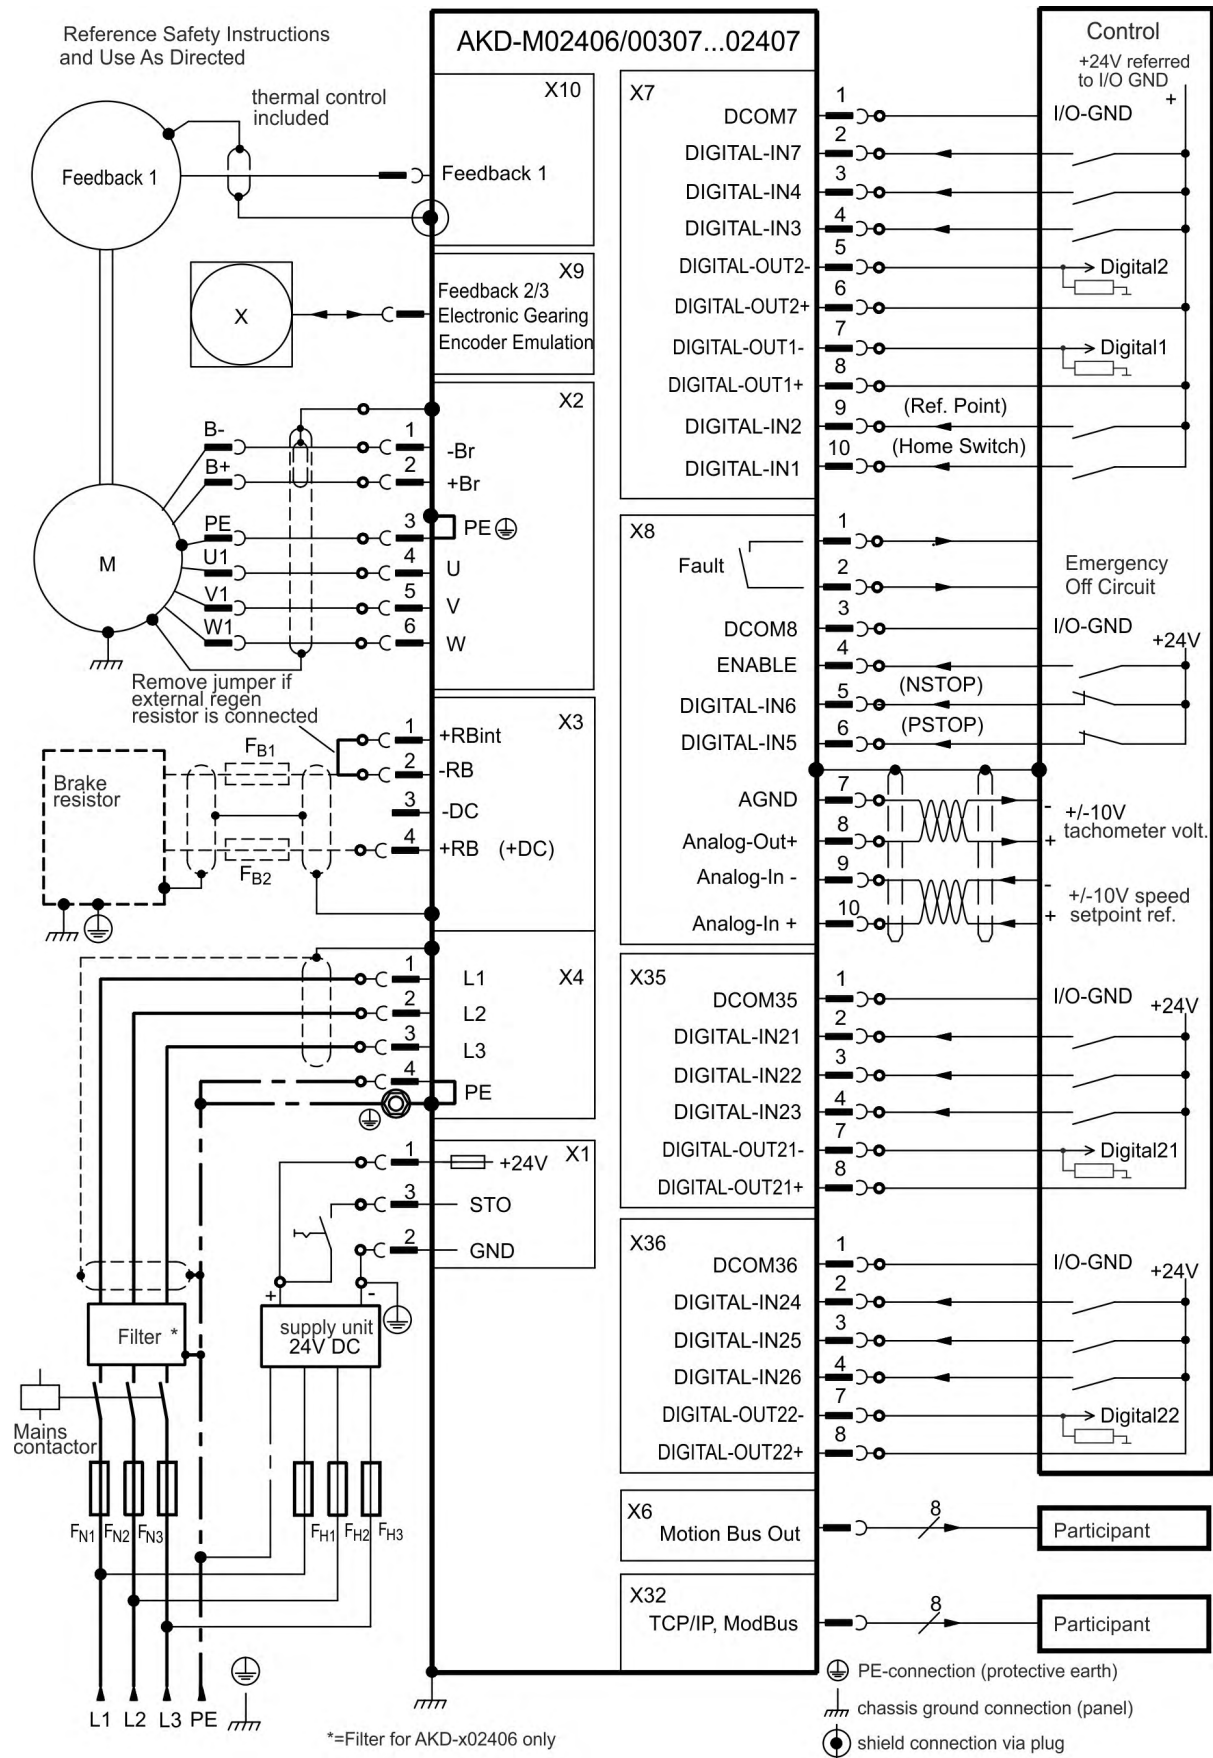 Reference Safety Instructions
and Use As Directed
AKD-M02406/00307...02407
Control
+24V referred
to I/O GND
+
thermal control
included
Feedback 1
X10
Feedback 1
X
X9
Feedback 2/3
Electronic Gearing
Encoder Emulation
X2
B-
1
-Br
B+
2
+Br
PE
3
PE
M
U1
4
U
V1
5
V
W1
6
W
Remove jumper if
external regen
resistor is connected
X3
FB1
1
+RBint
Brake
resistor
2
-RB
3
-DC
4
+RB (+DC)
FB2
X4
1
L1
2
L2
3
L3
4
PE
X1
1
+24V
3
STO
2
GND
+
-
Filter *
supply unit
24V DC
Mains
contactor
FN1
FN2
FN3
FH1
FH2
FH3
L1 L2 L3 PE
*=Filter for AKD-x02406 only
X7
DCOM7
1
I/O-GND
DIGITAL-IN7
2
DIGITAL-IN4
3
DIGITAL-IN3
4
DIGITAL-OUT2-
5
Digital2
DIGITAL-OUT2+
6
DIGITAL-OUT1-
7
Digital1
DIGITAL-OUT1+
8
DIGITAL-IN2
9
(Ref. Point)
DIGITAL-IN1
10
(Home Switch)
X8
Fault
1
2
Emergency
Off Circuit
DCOM8
3
I/O-GND
+24V
ENABLE
4
DIGITAL-IN6
5
(NSTOP)
DIGITAL-IN5
6
(PSTOP)
AGND
7
-
+/-10V
tachometer volt.
Analog-Out+
8
+
Analog-In -
9
-
+/-10V speed
setpoint ref.
Analog-In +
10
+
X35
DCOM35
1
I/O-GND
+24V
DIGITAL-IN21
2
DIGITAL-IN22
3
DIGITAL-IN23
4
DIGITAL-OUT21-
7
Digital21
DIGITAL-OUT21+
8
X36
DCOM36
1
I/O-GND
+24V
DIGITAL-IN24
2
DIGITAL-IN25
3
DIGITAL-IN26
4
DIGITAL-OUT22-
7
Digital22
DIGITAL-OUT22+
8
X6
Motion Bus Out
8
Participant
X32
TCP/IP, ModBus
8
Participant
PE-connection (protective earth)
chassis ground connection (panel)
shield connection via plug